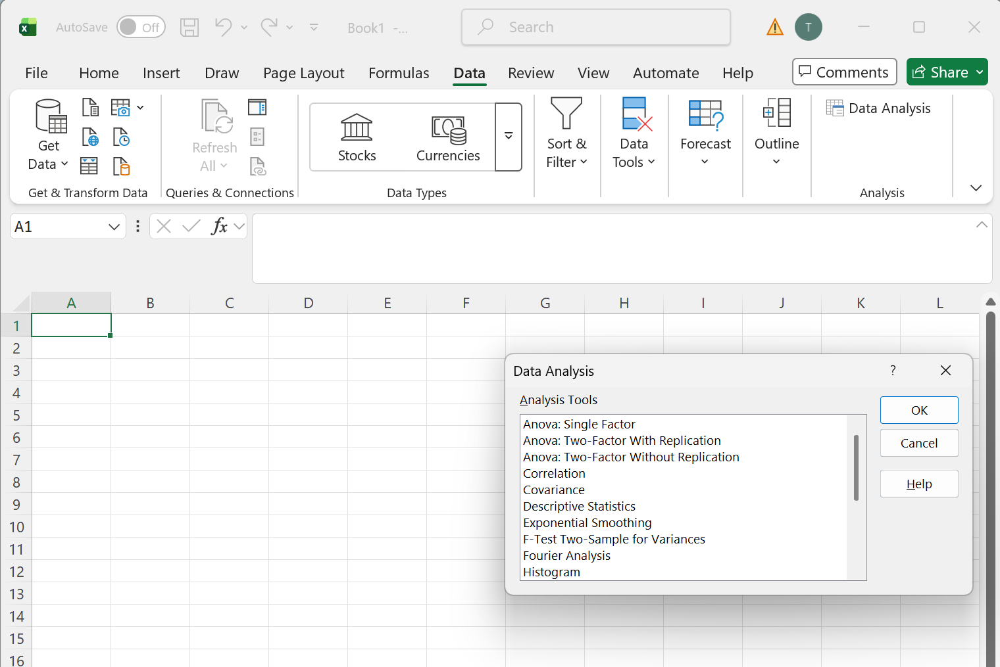 AutoSave Off Book1 -... Search T
File Home Insert Draw Page Layout Formulas Data Review View Automate Help Comments Share
Get Data
Refresh All
Stocks
Currencies
Sort & Filter
Data Tools
Forecast
Outline
Data Analysis
Get & Transform Data Queries & Connections Data Types Analysis
A1 fx
A B C D E F G H I J K L
1
2
3
4
5
6
7
8
9
10
11
12
13
14
15
16
Data Analysis ?
Analysis Tools
Anova: Single Factor
Anova: Two-Factor With Replication
Anova: Two-Factor Without Replication
Correlation
Covariance
Descriptive Statistics
Exponential Smoothing
F-Test Two-Sample for Variances
Fourier Analysis
Histogram
OK
Cancel
Help